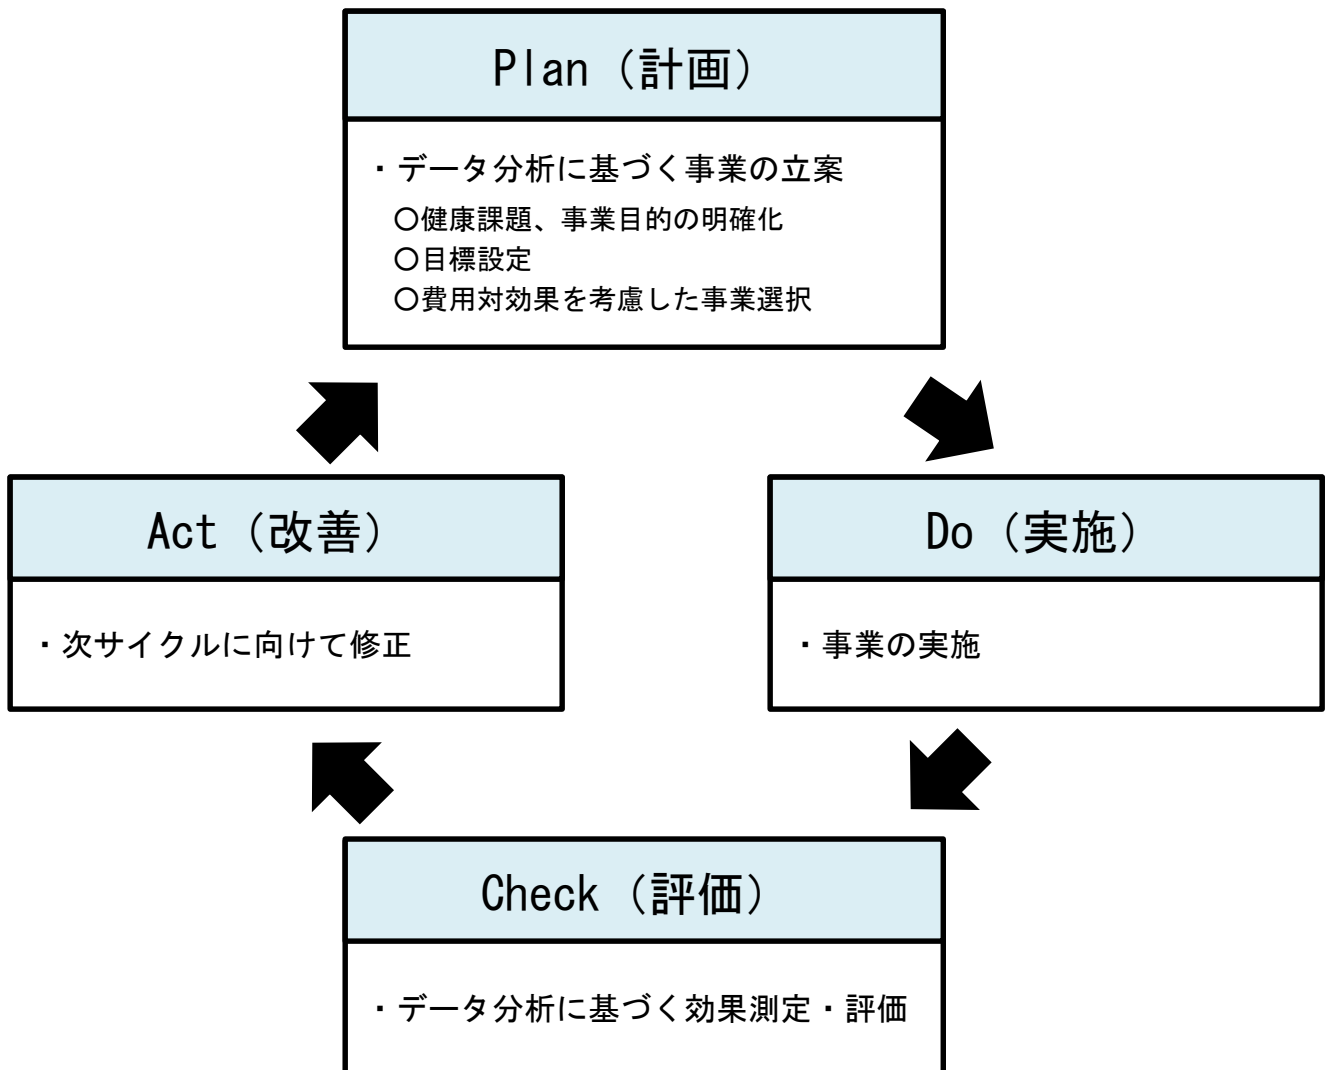 Plan（計画）
・データ分析に基づく事業の立案
○健康課題、事業目的の明確化
○目標設定
○費用対効果を考慮した事業選択
Act（改善）
・次サイクルに向けて修正
Do（実施）
・事業の実施
Check（評価）
・データ分析に基づく効果測定・評価